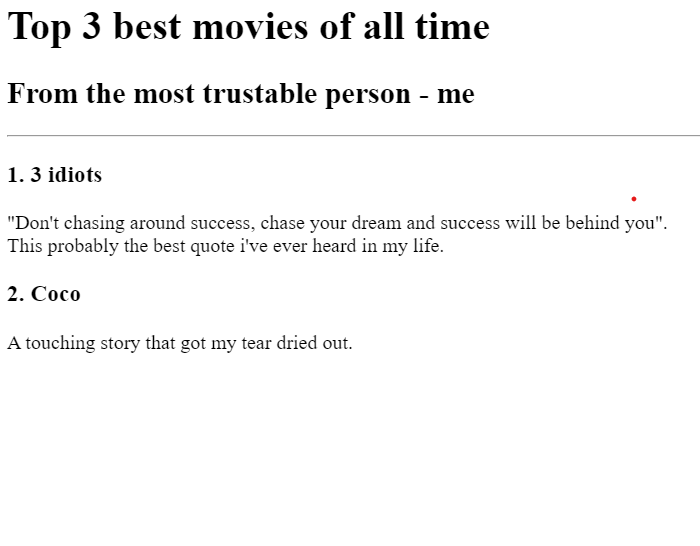 Top 3 best movies of all time
From the most trustable person - me
1. 3 idiots
"Don't chasing around success, chase your dream and success will be behind you".
This probably the best quote i've ever heard in my life.
2. Coco
A touching story that got my tear dried out.